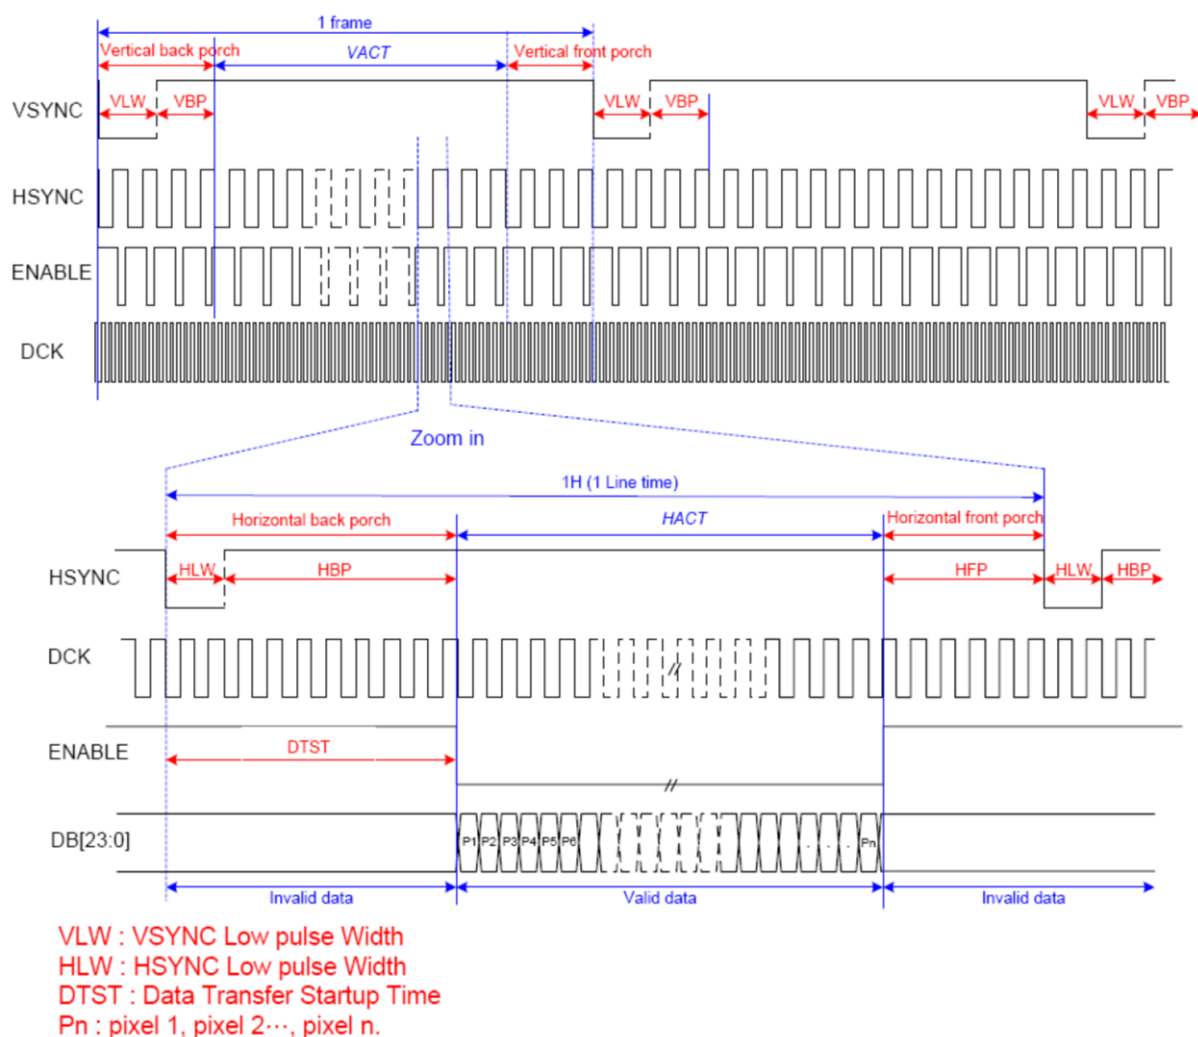 1 frame
Vertical back porch VACT Vertical front porch
VSYNC VLW VBP VLW VBP VLW VBP
HSYNC
ENABLE
DCK
Zoom in
1H (1 Line time)
Horizontal back porch HACT Horizontal front porch
HSYNC HLW HBP HFP HLW HBP
DCK //
ENABLE DTST //
DB[23:0] P1 P2 P3 P4 P5 P6 . . . Pn
Invalid data Valid data Invalid data
VLW : VSYNC Low pulse Width
HLW : HSYNC Low pulse Width
DTST : Data Transfer Startup Time
Pn : pixel 1, pixel 2⋯, pixel n.